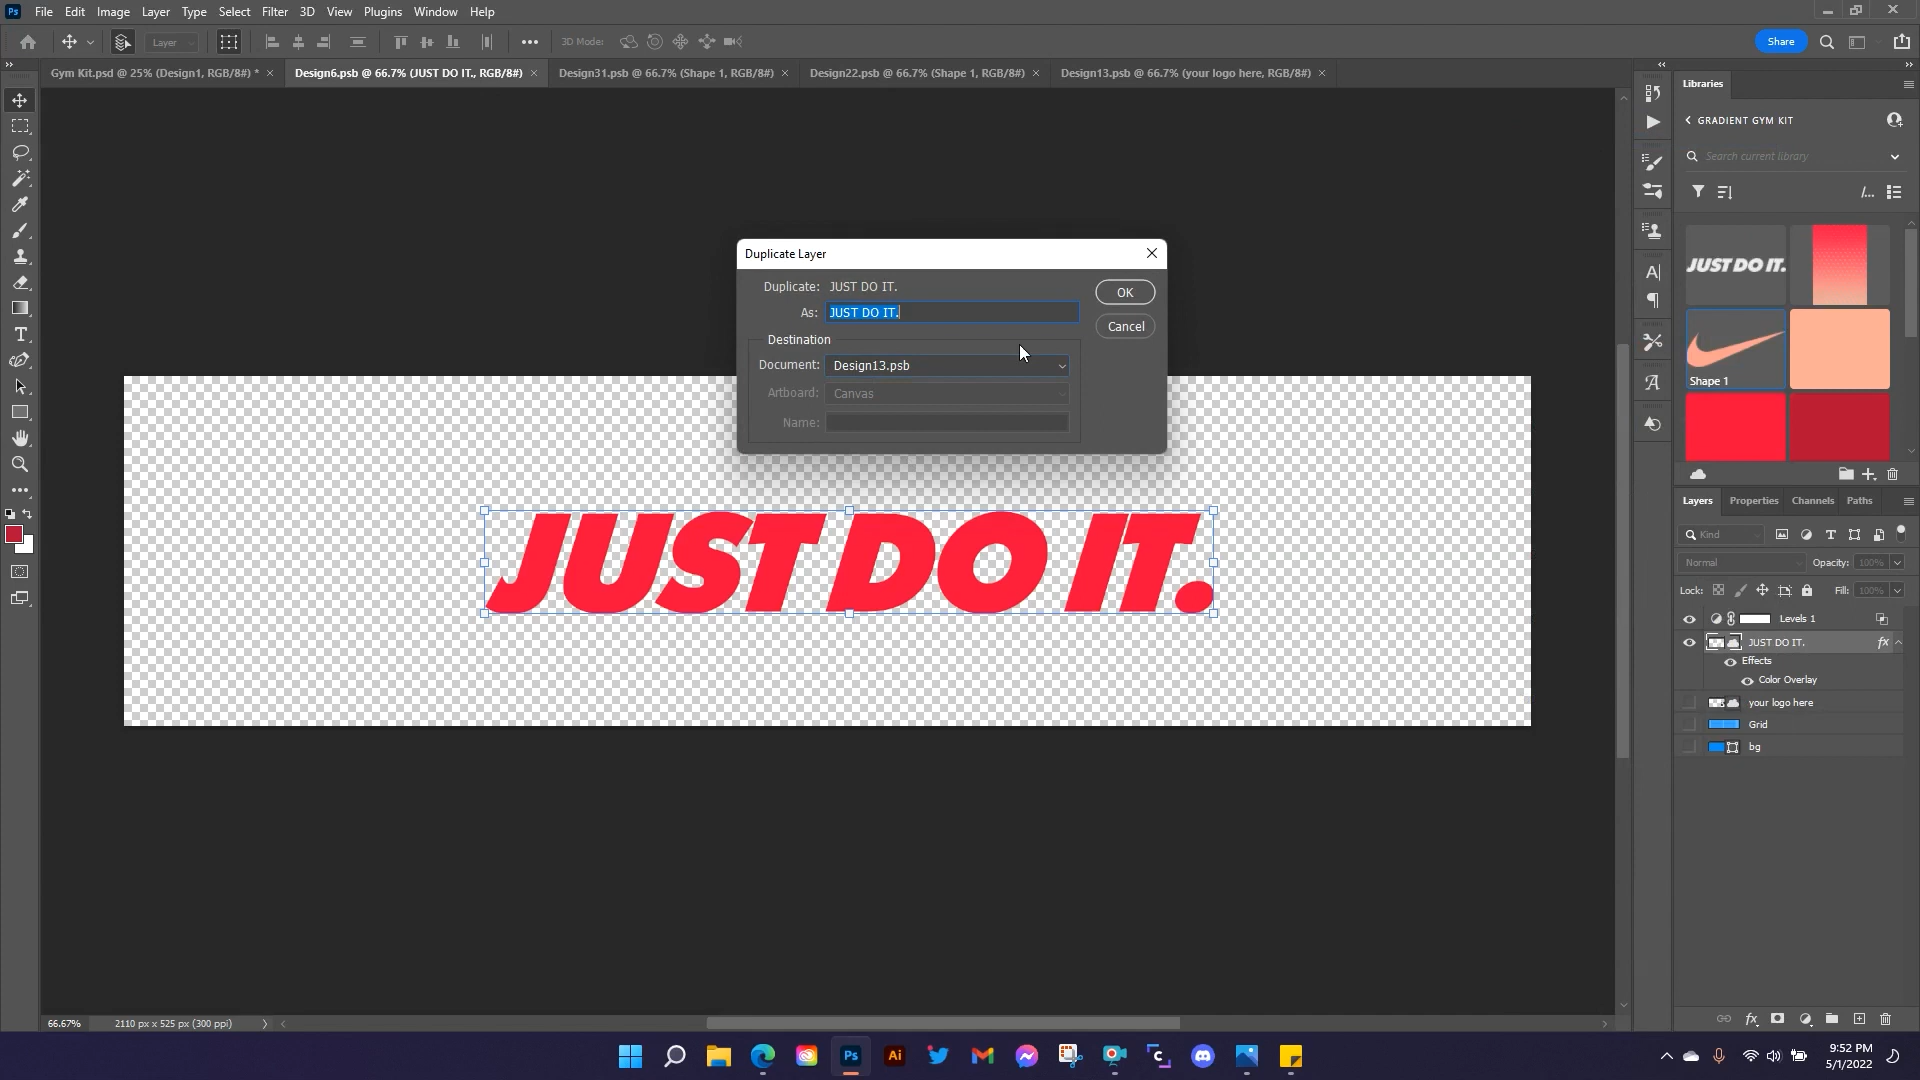 Ps File Edit Image Layer Type Select Filter 3D View Plugins Window Help
Layer 3D Mode: Share
Gym Kit.psd @ 25% (Design1, RGB/8#) * Design6.psb @ 66.7% (JUST DO IT., RGB/8#) Design31.psb @ 66.7% (Shape 1, RGB/8#) Design22.psb @ 66.7% (Shape 1, RGB/8#) Design13.psb @ 66.7% (your logo here, RGB/8#)
Libraries
GRADIENT GYM KIT
Search current library
JUST DO IT.
Shape 1
Duplicate Layer
Duplicate: JUST DO IT.
OK
As: JUST DO IT.
Cancel
Destination
Document: Design13.psb
Artboard: Canvas
Name:
JUST DO IT.
Layers Properties Channels Paths
Kind
Normal Opacity: 100%
Lock: Fill: 100%
Levels 1
JUST DO IT. fx
Effects
Color Overlay
your logo here
Grid
bg
66.67% 2110 px x 525 px (300 ppi)
fx
Ps Ai
9:52 PM
5/1/2022